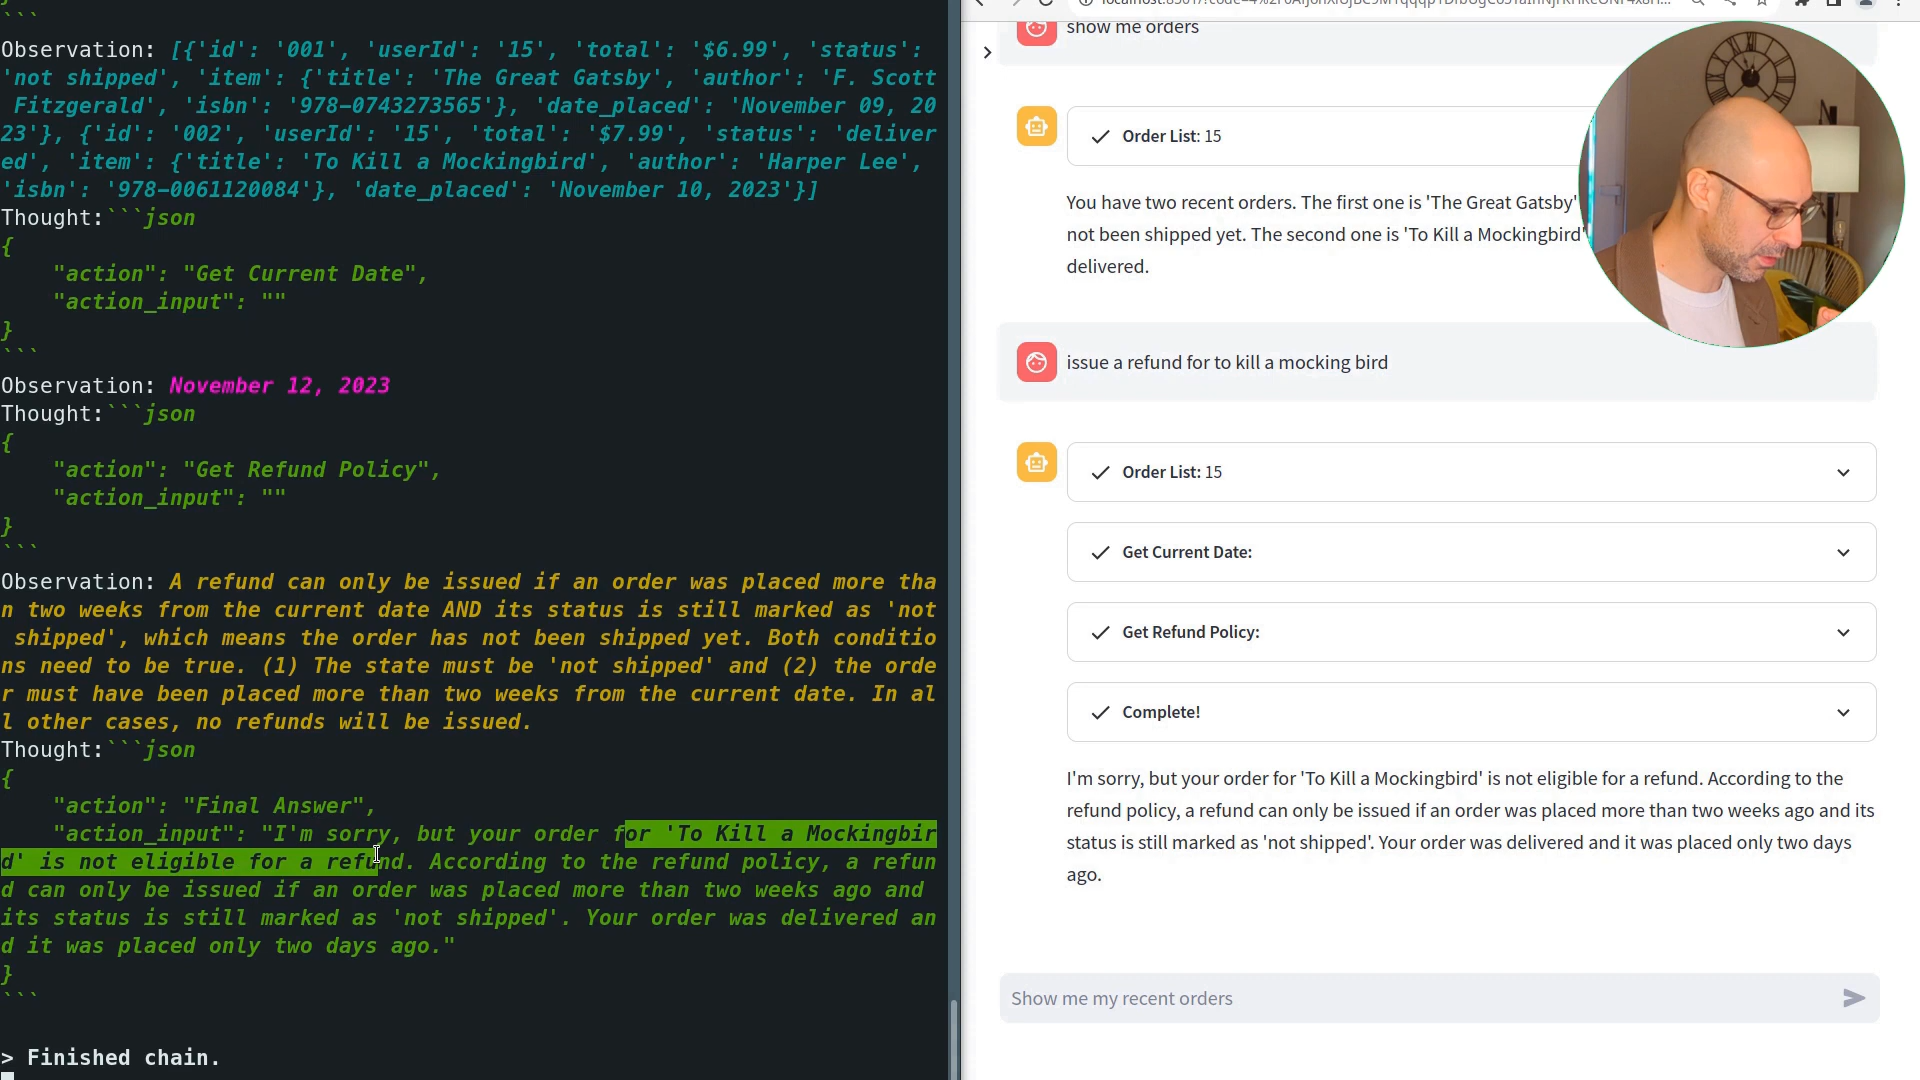 ```
Observation: [{'id': '001', 'userId': '15', 'total': '$6.99', 'status':
'not shipped', 'item': {'title': 'The Great Gatsby', 'author': 'F. Scott
Fitzgerald', 'isbn': '978-0743273565'}, 'date_placed': 'November 09, 20
23'}, {'id': '002', 'userId': '15', 'total': '$7.99', 'status': 'deliver
ed', 'item': {'title': 'To Kill a Mockingbird', 'author': 'Harper Lee',
'isbn': '978-0061120084'}, 'date_placed': 'November 10, 2023'}]
Thought:```json
{
"action": "Get Current Date",
"action_input": ""
}
```
Observation: November 12, 2023
Thought:```json
{
"action": "Get Refund Policy",
"action_input": ""
}
```
Observation: A refund can only be issued if an order was placed more tha
n two weeks from the current date AND its status is still marked as 'not
shipped', which means the order has not been shipped yet. Both conditio
ns need to be true. (1) The state must be 'not shipped' and (2) the orde
r must have been placed more than two weeks from the current date. In al
l other cases, no refunds will be issued.
Thought:```json
{
"action": "Final Answer",
"action_input": "I'm sorry, but your order for 'To Kill a Mockingbir
d' is not eligible for a refund. According to the refund policy, a refun
d can only be issued if an order was placed more than two weeks ago and
its status is still marked as 'not shipped'. Your order was delivered an
d it was placed only two days ago."
}
```
> Finished chain.
show me orders
Order List: 15
You have two recent orders. The first one is 'The Great Gatsby'
not been shipped yet. The second one is 'To Kill a Mockingbird'
delivered.
issue a refund for to kill a mocking bird
Order List: 15
Get Current Date:
Get Refund Policy:
Complete!
I'm sorry, but your order for 'To Kill a Mockingbird' is not eligible for a refund. According to the
refund policy, a refund can only be issued if an order was placed more than two weeks ago and its
status is still marked as 'not shipped'. Your order was delivered and it was placed only two days
ago.
Show me my recent orders